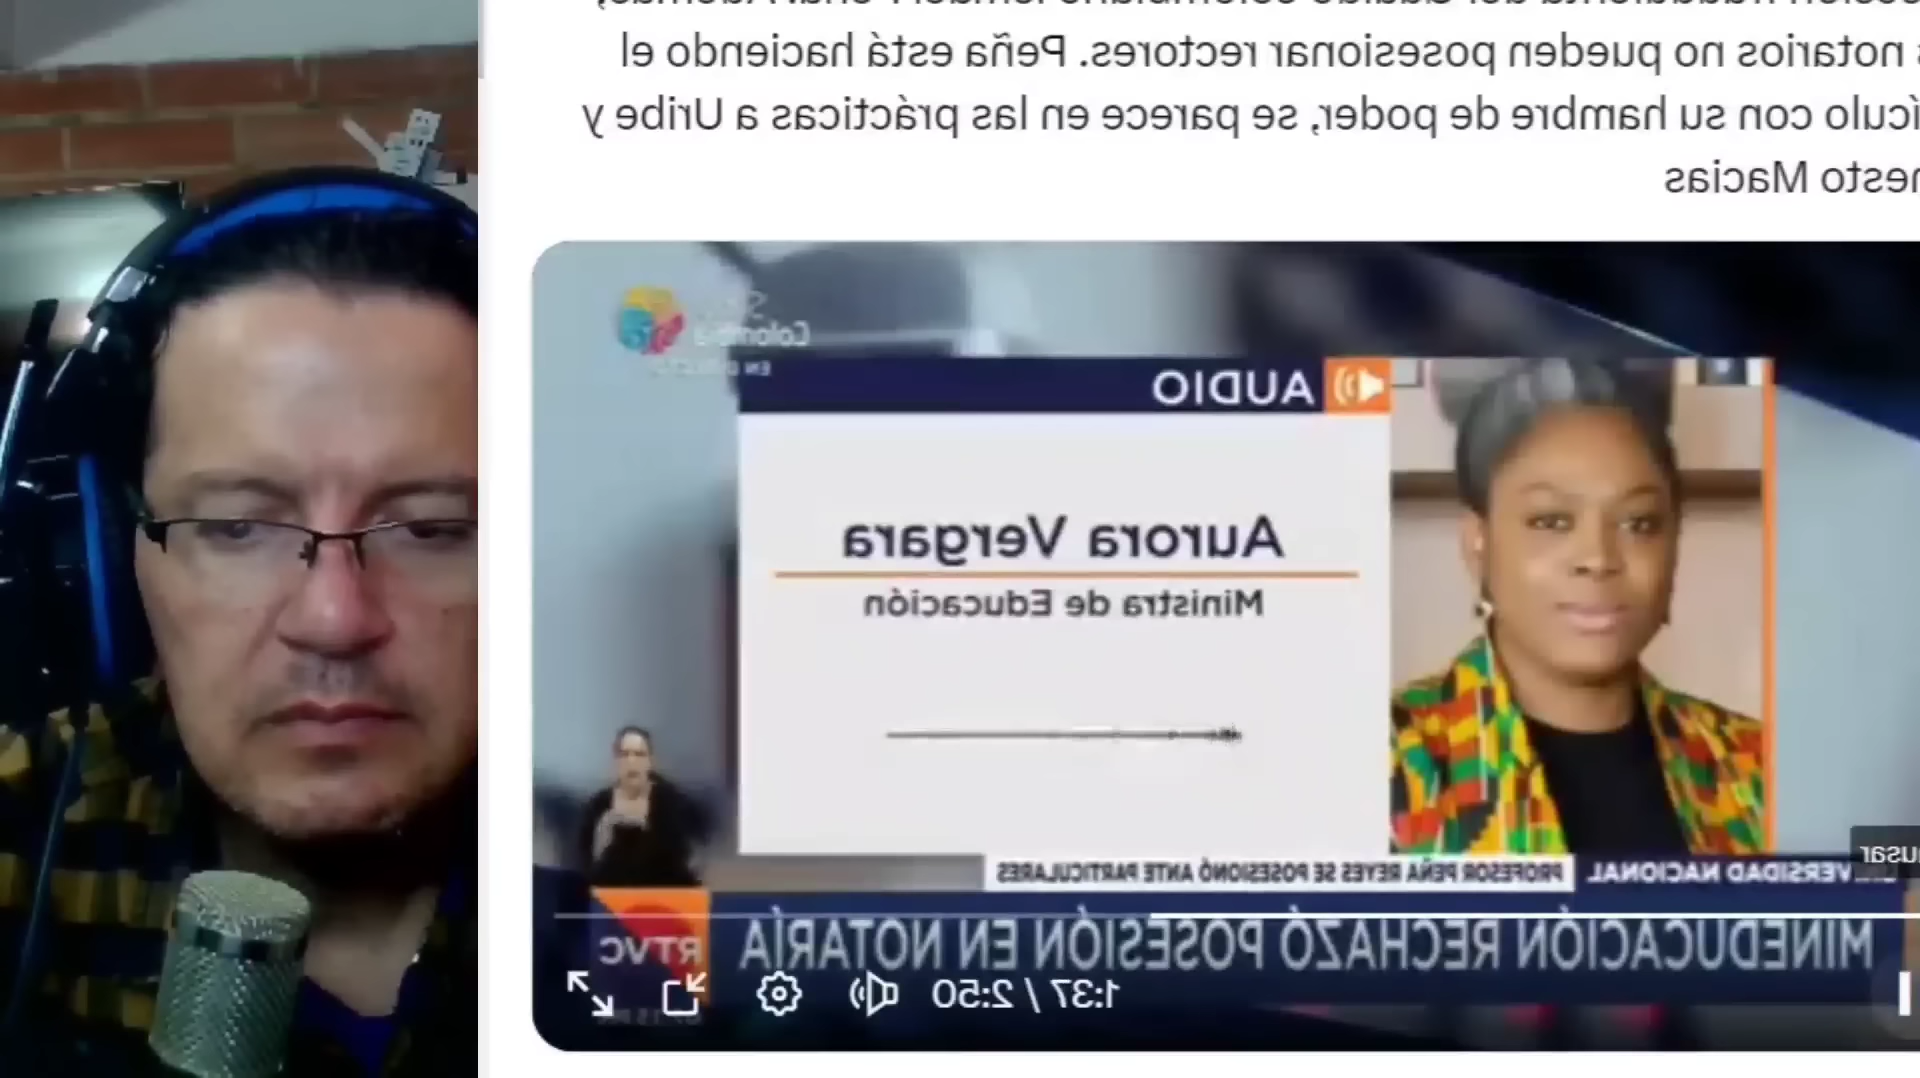 notarios no pueden posesionar rectores. Peña está haciendo el
con su hambre de poder, se parece en las prácticas a Uribe y
Macias
Colombia
AUDIO
Aurora Vergara
Ministra de Educación
UNIVERSIDAD NACIONAL
PROFESOR PEÑA REYES SE POSESIONÓ ANTE PARTICULARES
MINEDUCACIÓN RECHAZÓ POSESIÓN EN NOTARÍA
RTVC
1:37 / 2:50